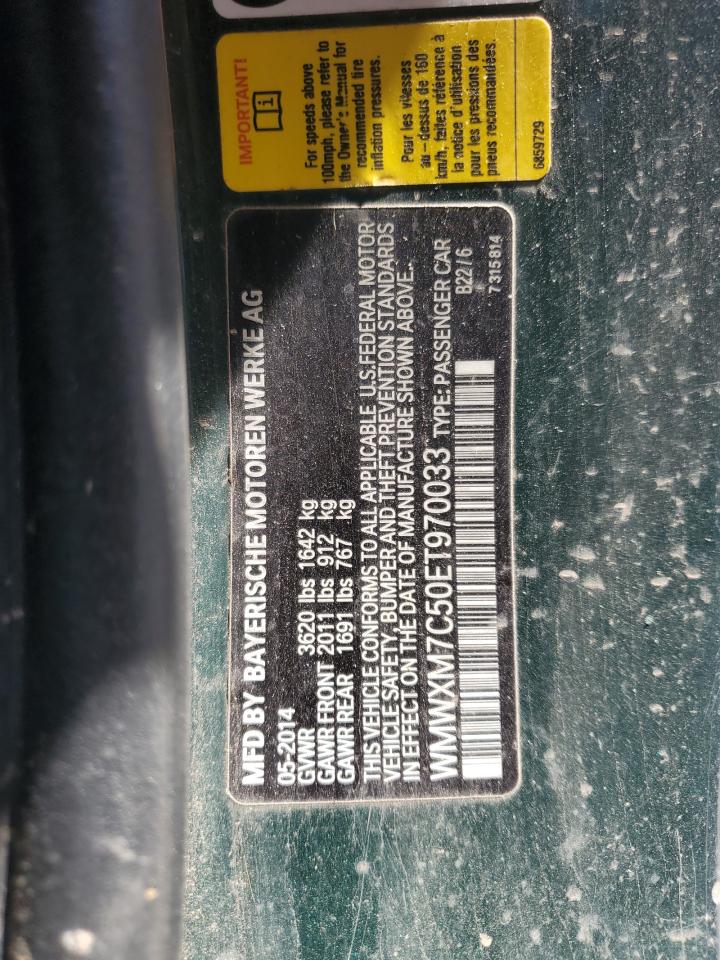 MFD BY BAYERISCHE MOTOREN WERKE AG
05-2014
GVWR 3620 lbs 1642 kg
GAWR FRONT 2011 lbs 912 kg
GAWR REAR 1691 lbs 767 kg
THIS VEHICLE CONFORMS TO ALL APPLICABLE U.S.FEDERAL MOTOR
VEHICLE SAFETY, BUMPER AND THEFT PREVENTION STANDARDS
IN EFFECT ON THE DATE OF MANUFACTURE SHOWN ABOVE.
WMWXM7C50ET970033 TYPE: PASSENGER CAR
B22/6
7 315 814
IMPORTANT!
For speeds above
100mph, please refer to
the Owner's Manual for
recommended tire
inflation pressures.
Pour les vitesses
au-dessus de 160
km/h, faites référence à
la notice d'utilisation
pour les pressions des
pneus recommandées.
6859729